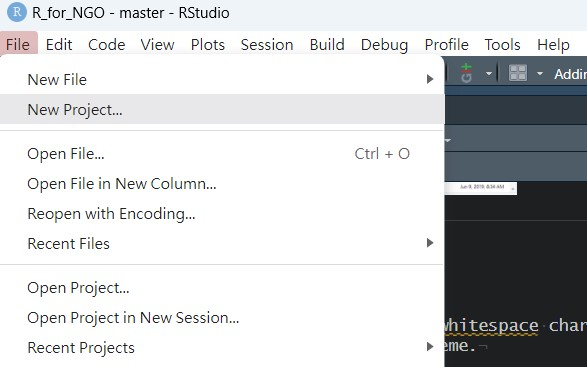 R R_for_NGO - master - RStudio
File Edit Code View Plots Session Build Debug Profile Tools Help
New File
New Project...
Open File... Ctrl + O
Open File in New Column...
Reopen with Encoding...
Recent Files
Open Project...
Open Project in New Session...
Recent Projects
G+ Addin
Jun 9, 2019, 8:34 AM
whitespace char
eme.